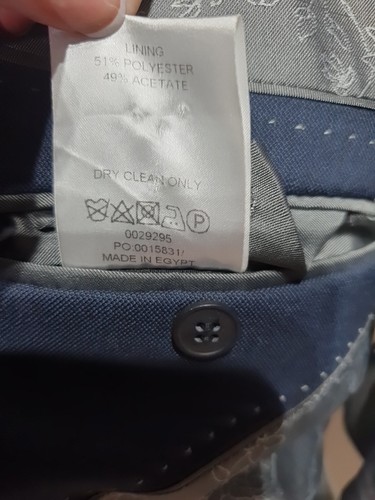 LINING
51% POLYESTER
49% ACETATE
DRY CLEAN ONLY
P
0029295
PO:0015831/
MADE IN EGYPT